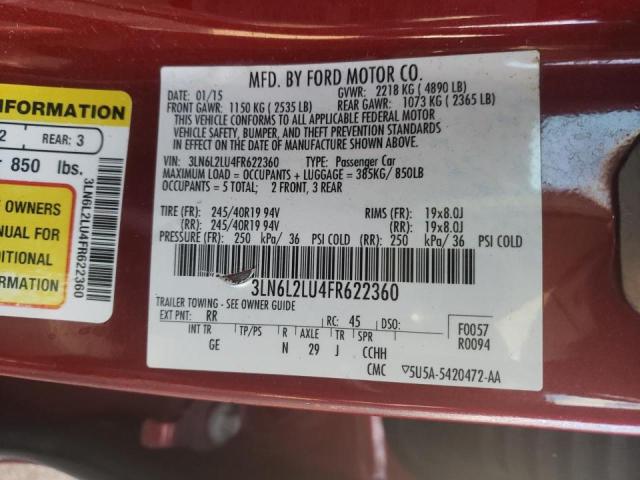 INFORMATION
2 REAR: 3
850 lbs.
OWNERS
MANUAL FOR
ADDITIONAL
INFORMATION
3LN6L2LU4FR622360
MFD. BY FORD MOTOR CO.
DATE: 01/15 GVWR: 2218 KG ( 4890 LB)
FRONT GAWR: 1150 KG ( 2535 LB) REAR GAWR: 1073 KG ( 2365 LB)
THIS VEHICLE CONFORMS TO ALL APPLICABLE FEDERAL MOTOR
VEHICLE SAFETY, BUMPER, AND THEFT PREVENTION STANDARDS
IN EFFECT ON THE DATE OF MANUFACTURE SHOWN ABOVE.
VIN: 3LN6L2LU4FR622360 TYPE: Passenger Car
MAXIMUM LOAD = OCCUPANTS + LUGGAGE = 385KG/ 850LB
OCCUPANTS = 5 TOTAL; 2 FRONT, 3 REAR
TIRE (FR): 245/40R19 94V RIMS (FR): 19x8.0J
(RR): 245/40R19 94V (RR): 19x8.0J
PRESSURE (FR): 250 kPa/ 36 PSI COLD (RR): 250 kPa/ 36 PSI COLD
3LN6L2LU4FR622360
TRAILER TOWING - SEE OWNER GUIDE
EXT PNT: RR RC: 45 DSO: F0057
INT TR TP/PS R AXLE TR SPR R0094
GE N 29 J CCHH
CMC ▽5U5A-5420472-AA